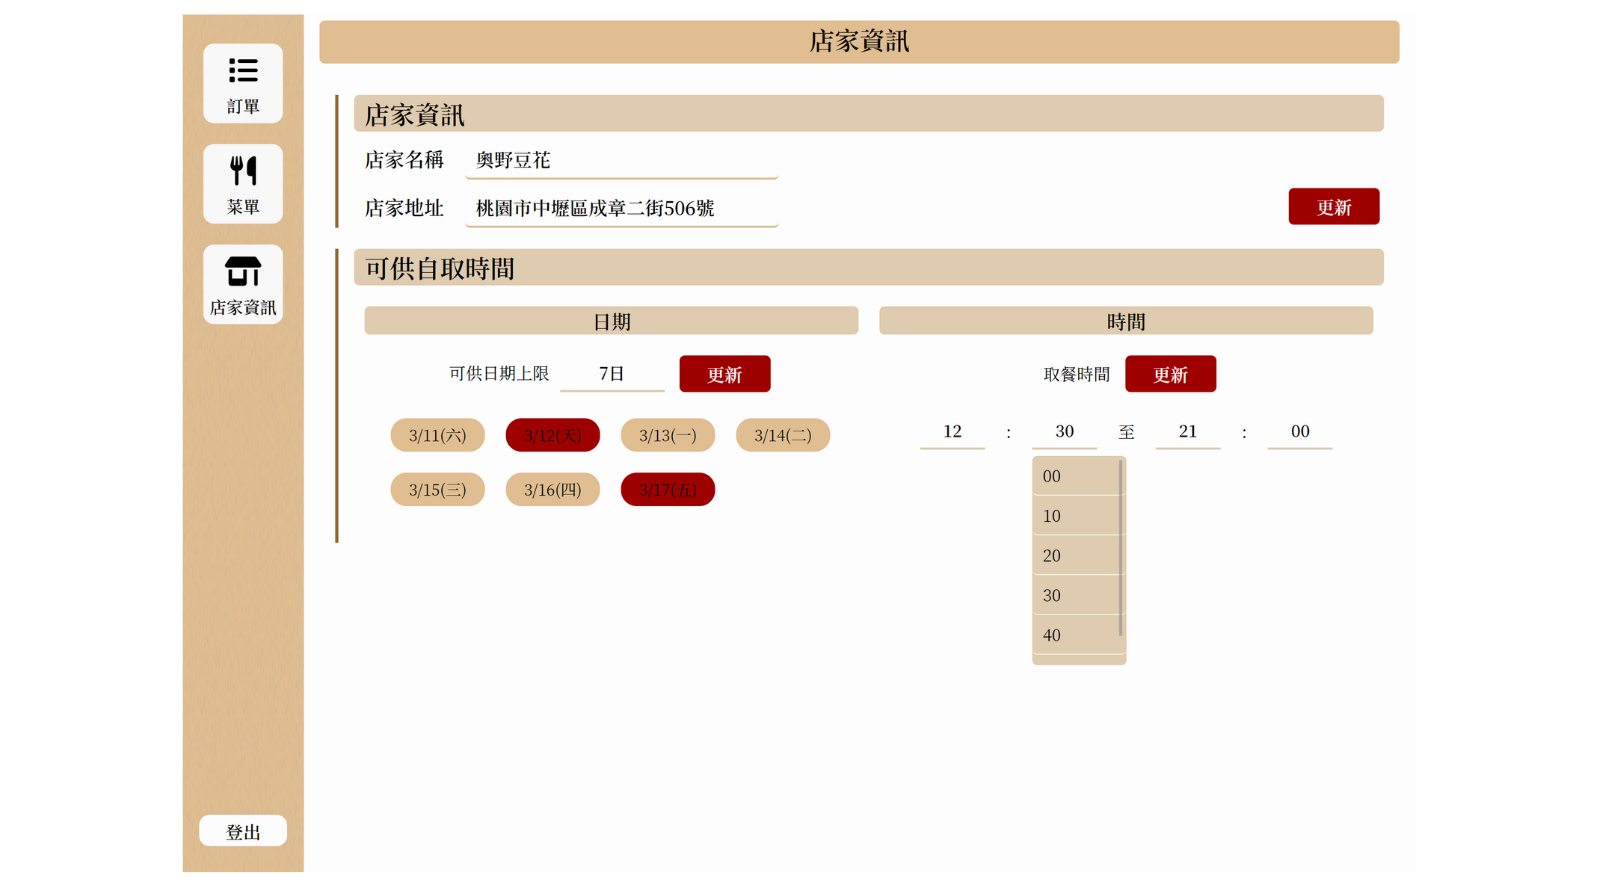 訂單
菜單
店家資訊
登出
店家資訊
店家資訊
店家名稱 奧野豆花
店家地址 桃園市中壢區成章二街506號
更新
可供自取時間
日期
可供日期上限 7日 更新
3/11(六) 3/12(天) 3/13(一) 3/14(二)
3/15(三) 3/16(四) 3/17(五)
時間
取餐時間 更新
12 : 30 至 21 : 00
00
10
20
30
40